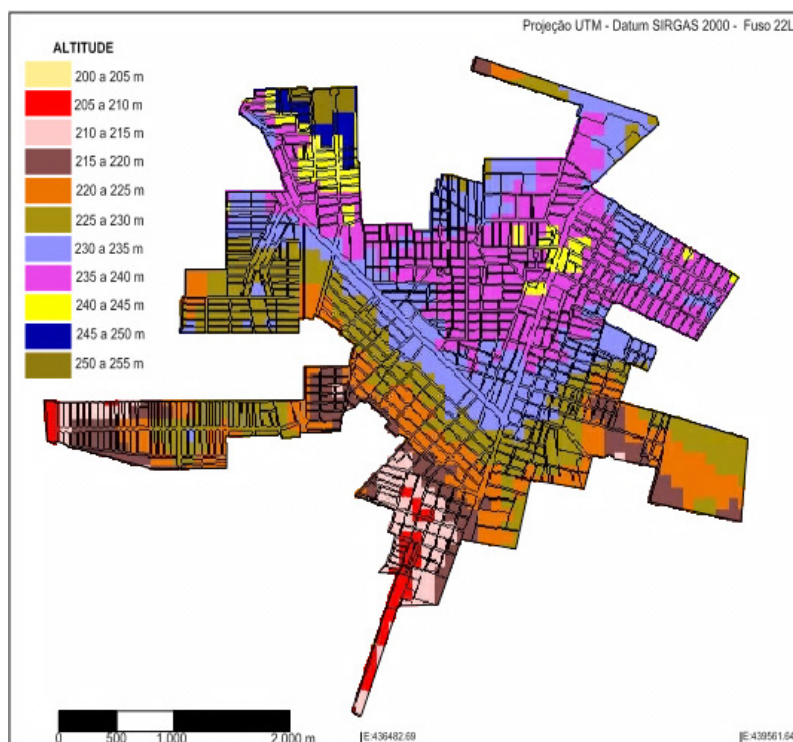 Projeção UTM - Datum SIRGAS 2000 - Fuso 22L
ALTITUDE
200 a 205 m
205 a 210 m
210 a 215 m
215 a 220 m
220 a 225 m
225 a 230 m
230 a 235 m
235 a 240 m
240 a 245 m
245 a 250 m
250 a 255 m
0 500 1.000 2.000 m
E:436482.69
E:439561.64